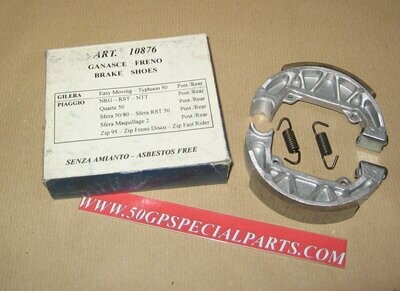 ART. 10876
GANASCE FRENO
BRAKE SHOES
GILERA Easy Moving - Typhoon 50 Post/Rear
PIAGGIO NRG - RST - NTT Post/Rear
Quartz 50 Post/Rear
Sfera 50/80 - Sfera RST 50 Post/Rear
Sfera Maquillage 2 Post/Rear
Zip 95 - Zip Freno Disco - Zip Fast Rider
SENZA AMIANTO - ASBESTOS FREE
WWW.50GPSPECIALPARTS.COM